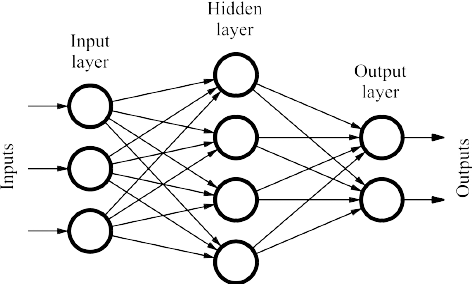 Hidden
layer
Input
layer
Output
layer
Inputs
Outputs